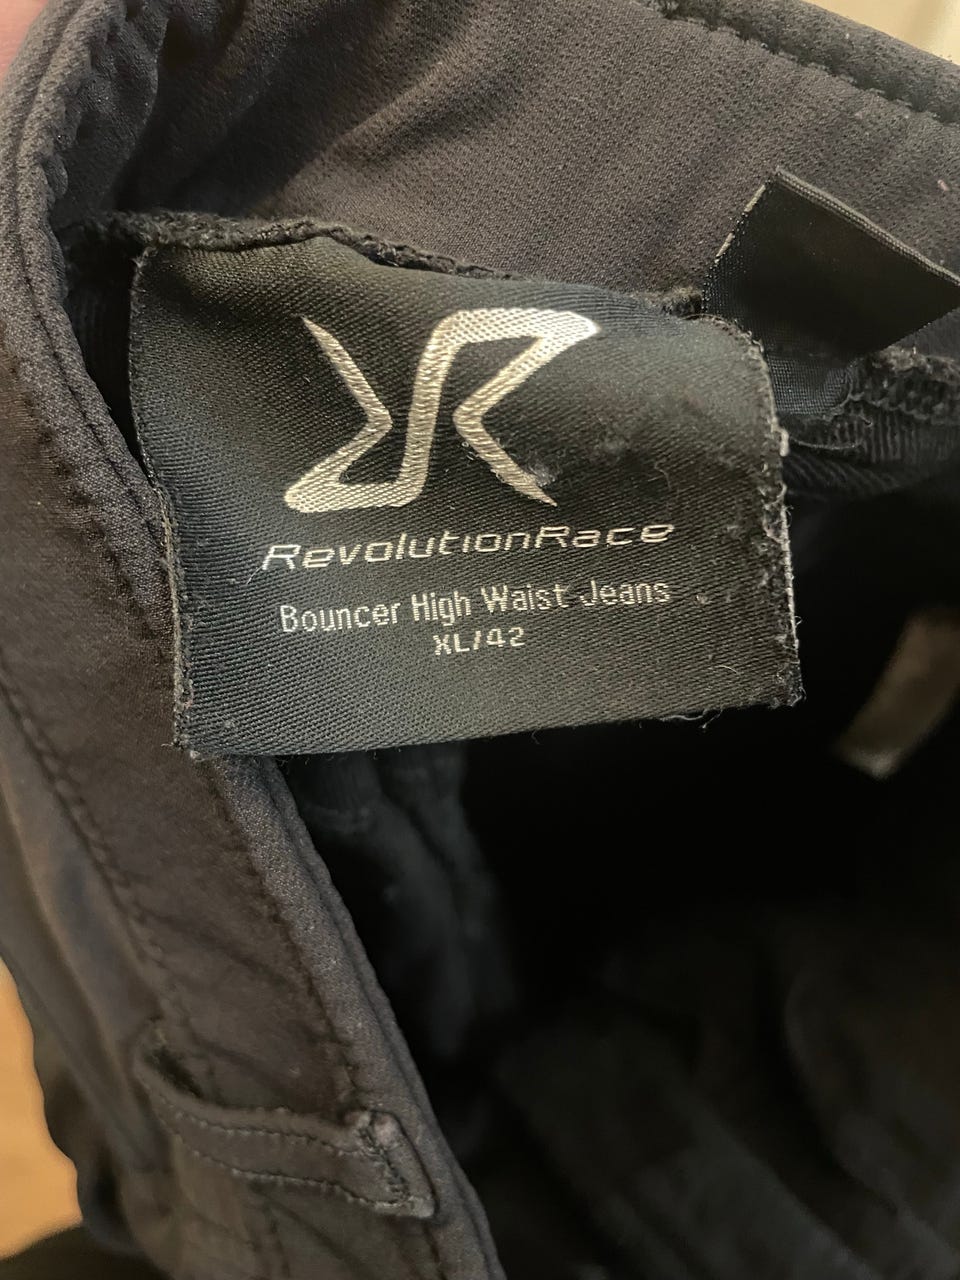 RevolutionRace
Bouncer High Waist Jeans
XL/42